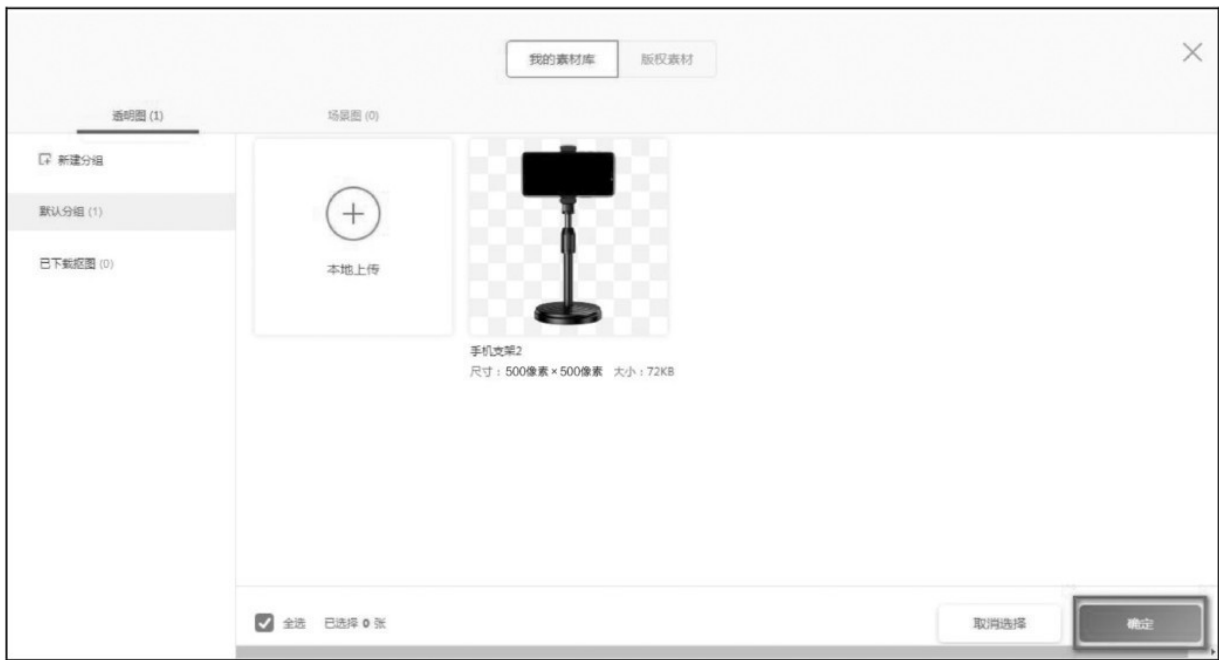 我的素材库 版权素材
透明图 (1) 场景图 (0)
新建分组
默认分组 (1)
已下载抠图 (0)
本地上传
手机支架2
尺寸：500像素×500像素 大小：72KB
全选 已选择 0 张 取消选择 确定